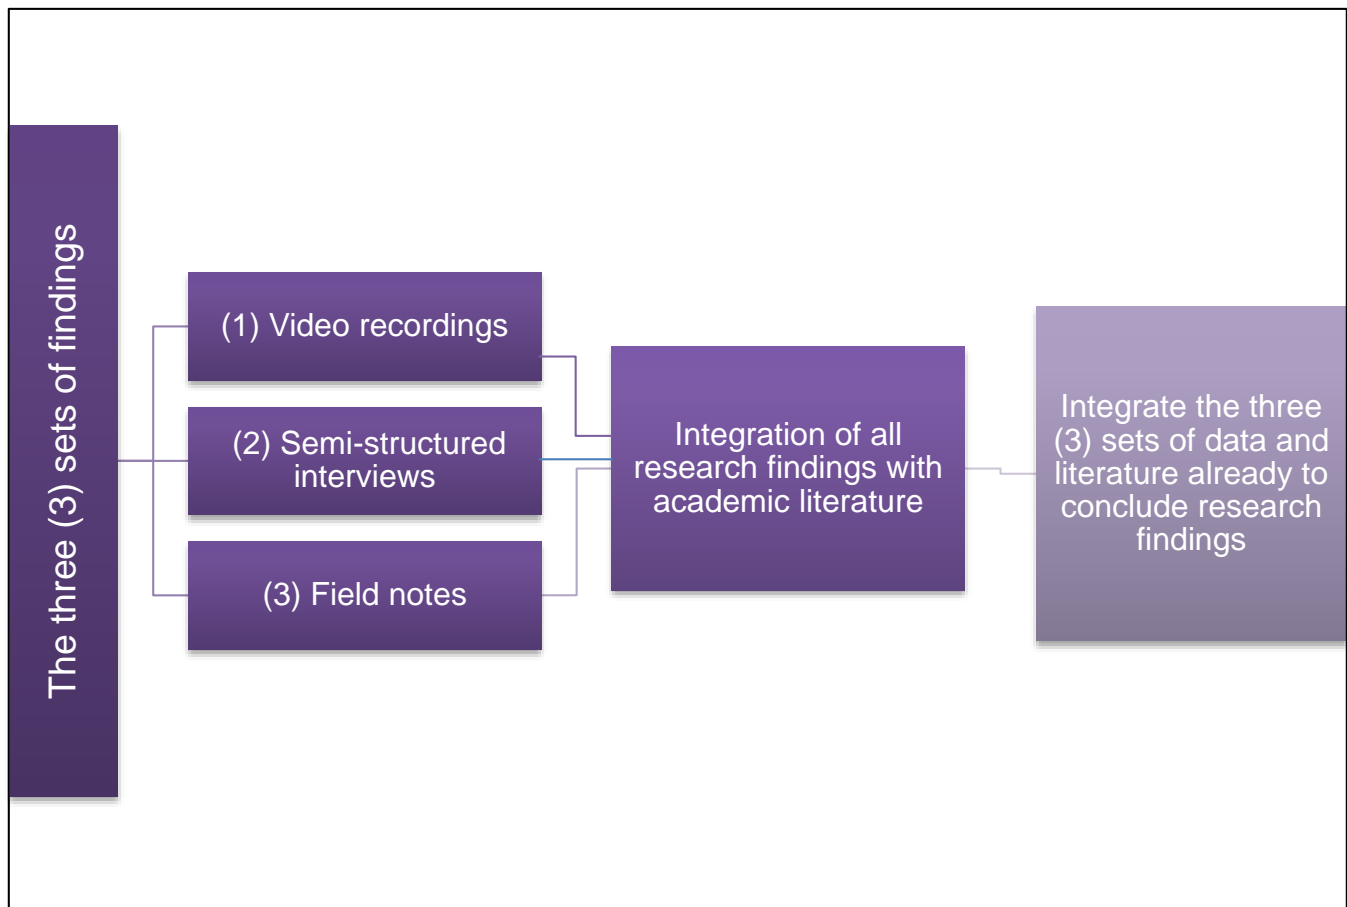 The three (3) sets of findings
(1) Video recordings
(2) Semi-structured
interviews
(3) Field notes
Integration of all
research findings with
academic literature
Integrate the three
(3) sets of data and
literature already to
conclude research
findings